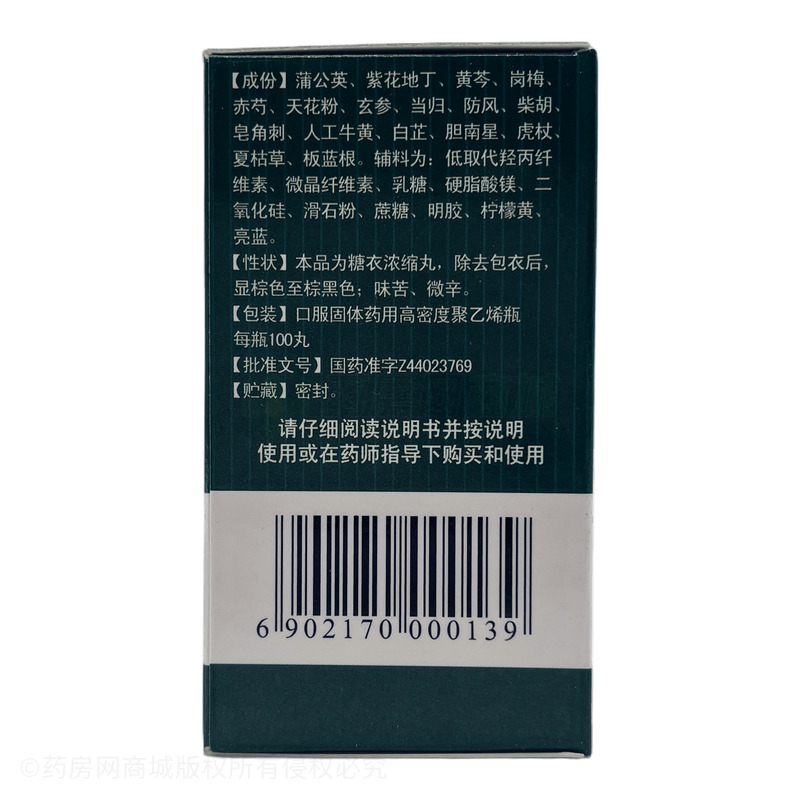 【成份】蒲公英、紫花地丁、黄芩、岗梅、
赤芍、天花粉、玄参、当归、防风、柴胡、
皂角刺、人工牛黄、白芷、胆南星、虎杖、
夏枯草、板蓝根。辅料为：低取代羟丙纤
维素、微晶纤维素、乳糖、硬脂酸镁、二
氧化硅、滑石粉、蔗糖、明胶、柠檬黄、
亮蓝。
【性状】本品为糖衣浓缩丸，除去包衣后，
显棕色至棕黑色；味苦、微辛。
【包装】口服固体药用高密度聚乙烯瓶
每瓶100丸
【批准文号】国药准字Z44023769
【贮藏】密封。
请仔细阅读说明书并按说明
使用或在药师指导下购买和使用
6 902170 000139
©药房网商城版权所有侵权必究